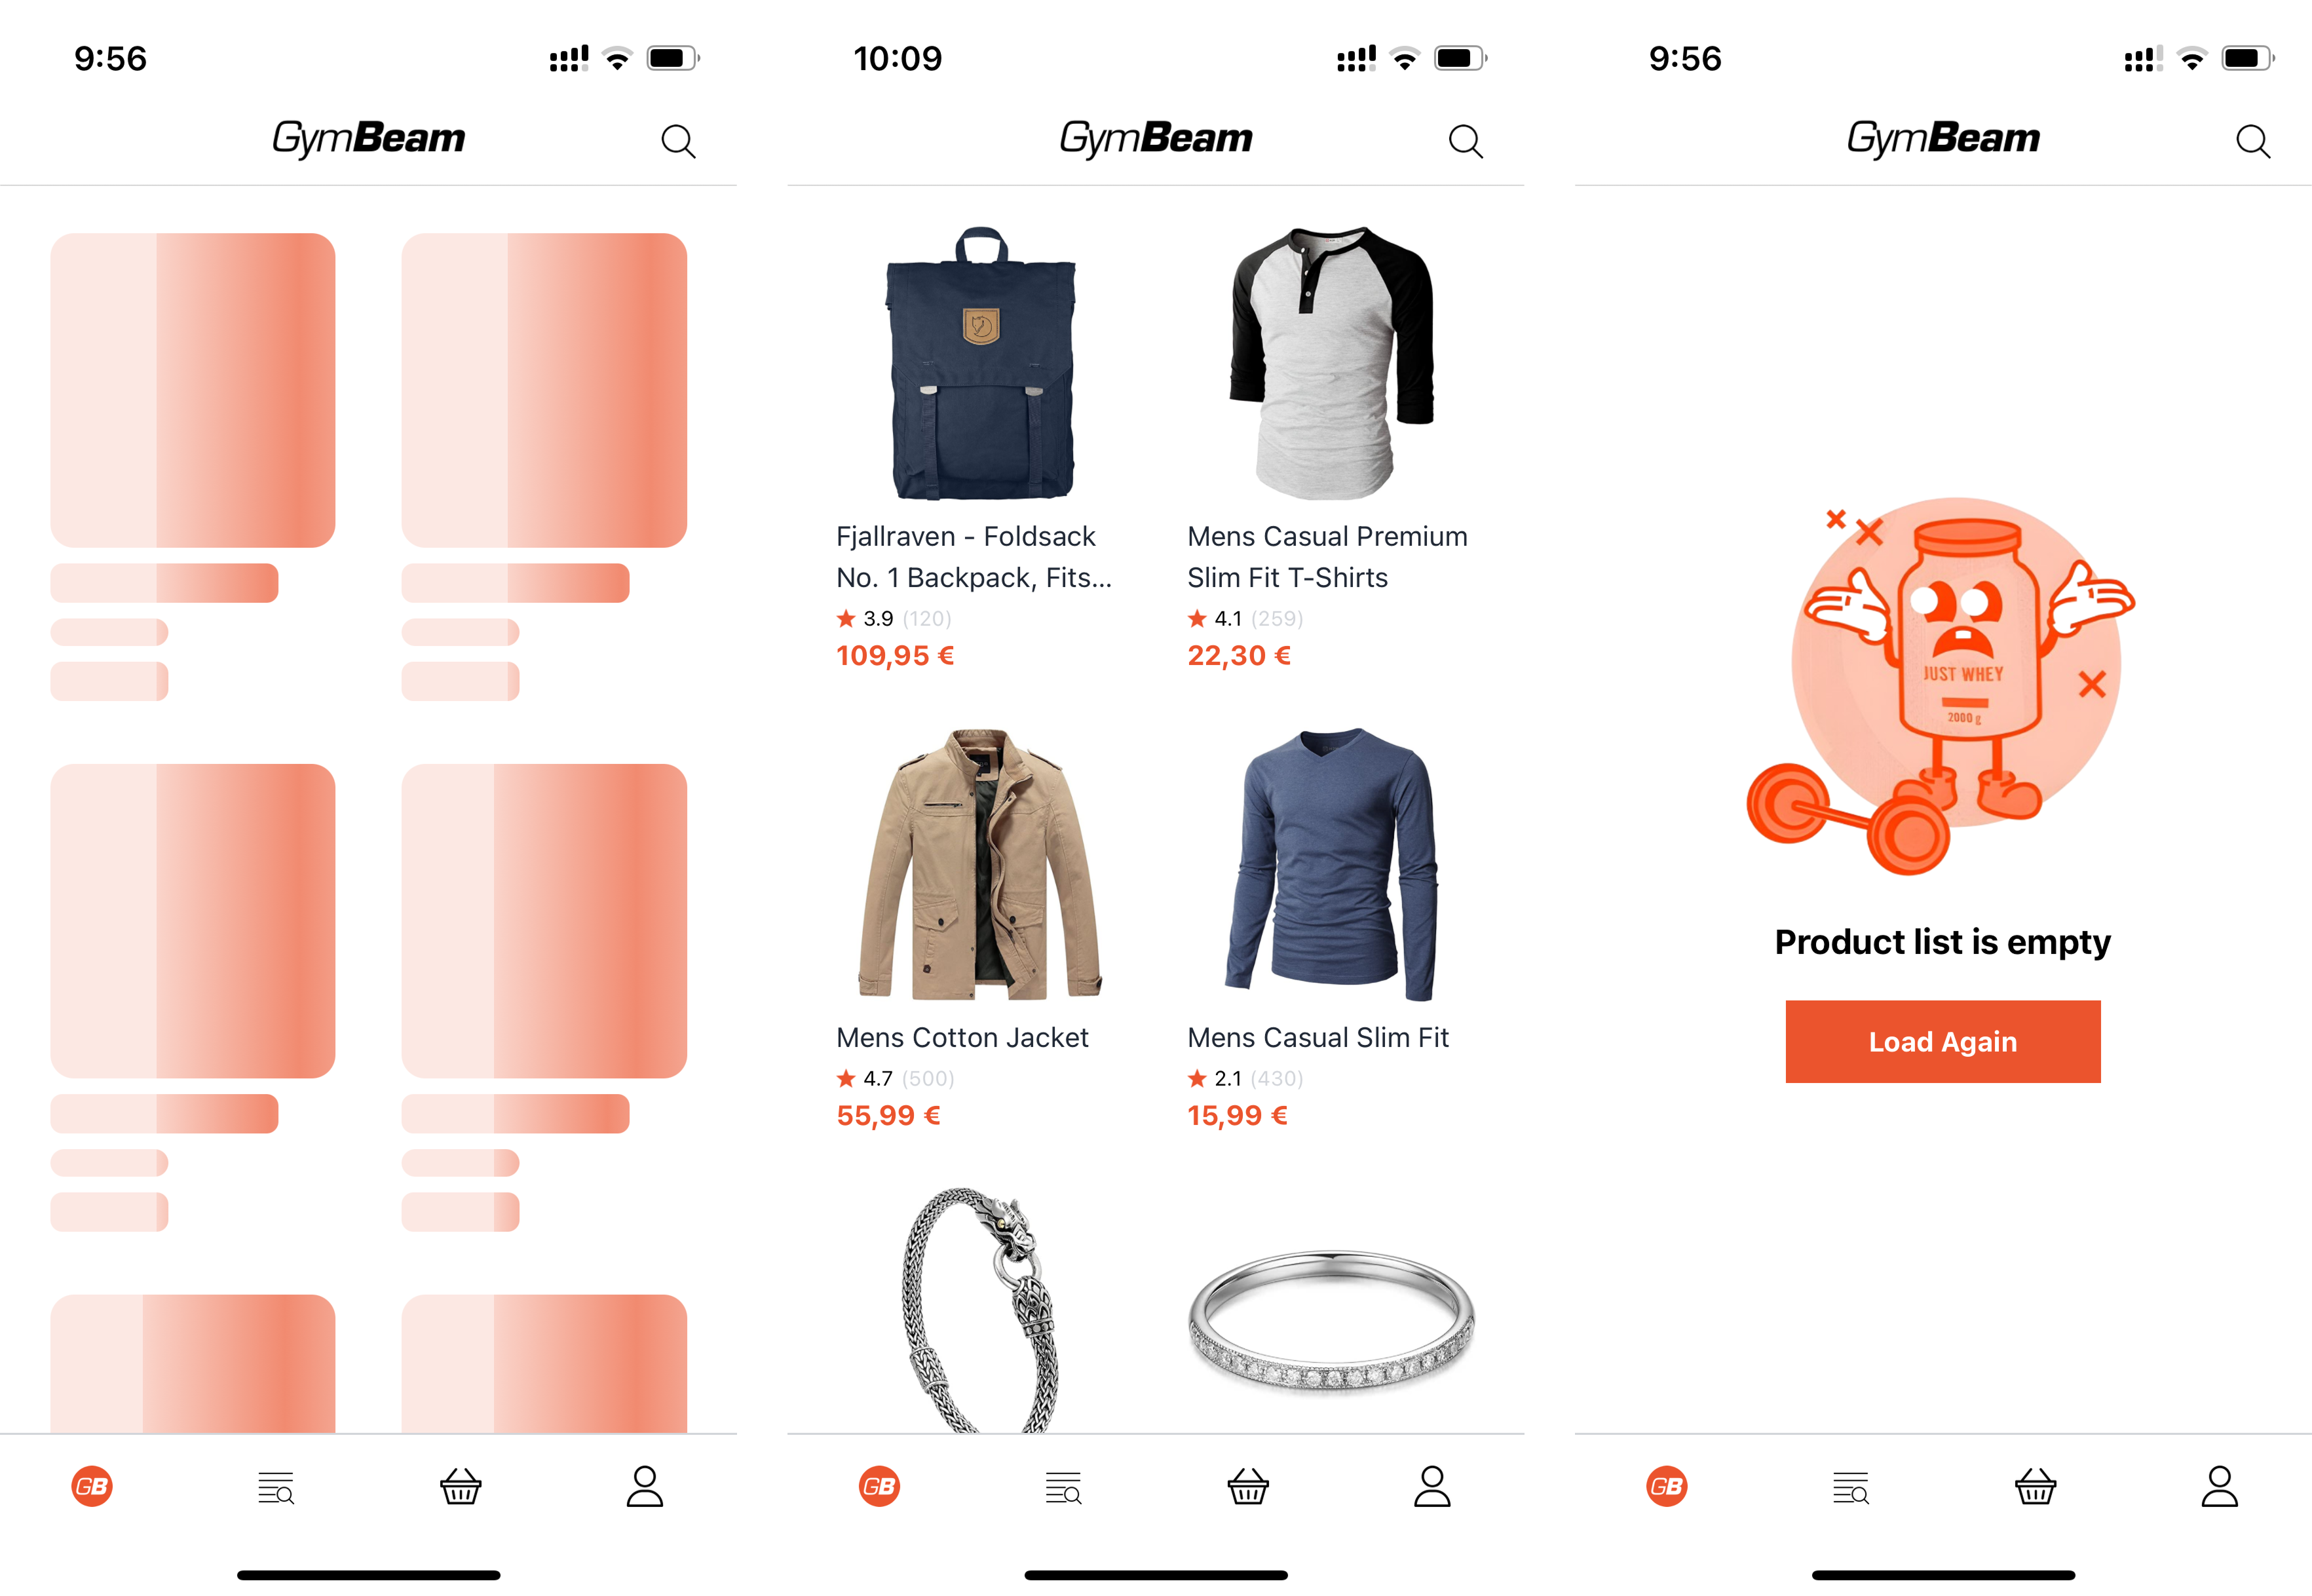 9:56
GymBeam
GB
10:09
GymBeam
Fjallraven - Foldsack
No. 1 Backpack, Fits...
3.9 (120)
109,95 €
Mens Casual Premium
Slim Fit T-Shirts
4.1 (259)
22,30 €
Mens Cotton Jacket
4.7 (500)
55,99 €
Mens Casual Slim Fit
2.1 (430)
15,99 €
GB
9:56
GymBeam
JUST WHEY
2000 g
Product list is empty
Load Again
GB